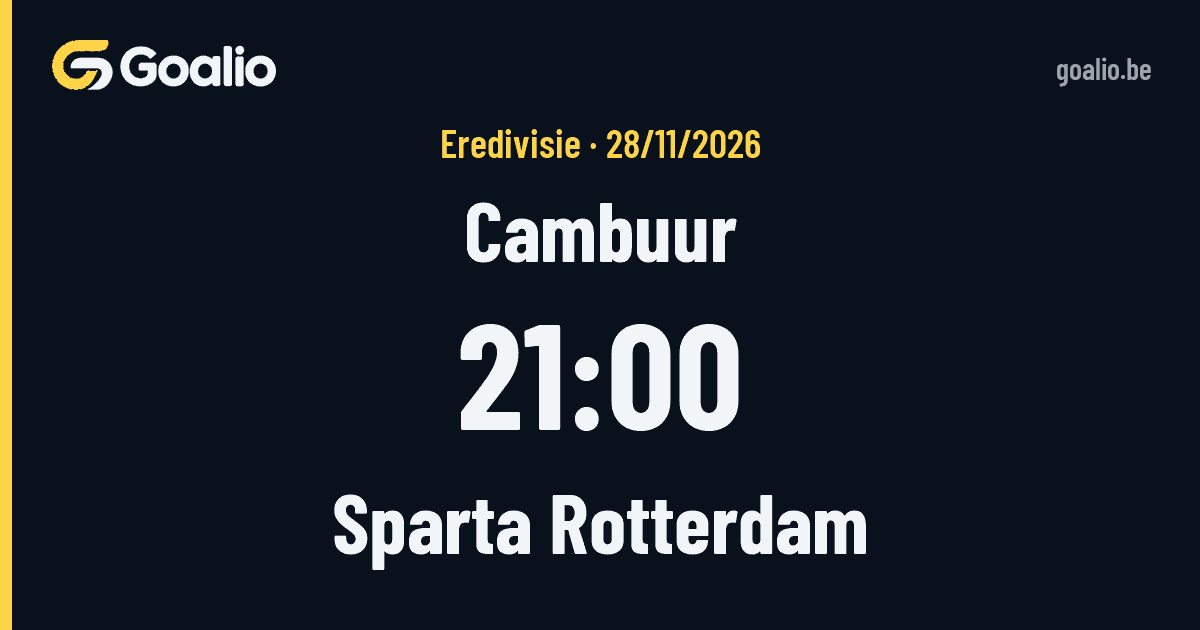 Goalio
goalio.be
Eredivisie · 28/11/2026
Cambuur
21:00
Sparta Rotterdam